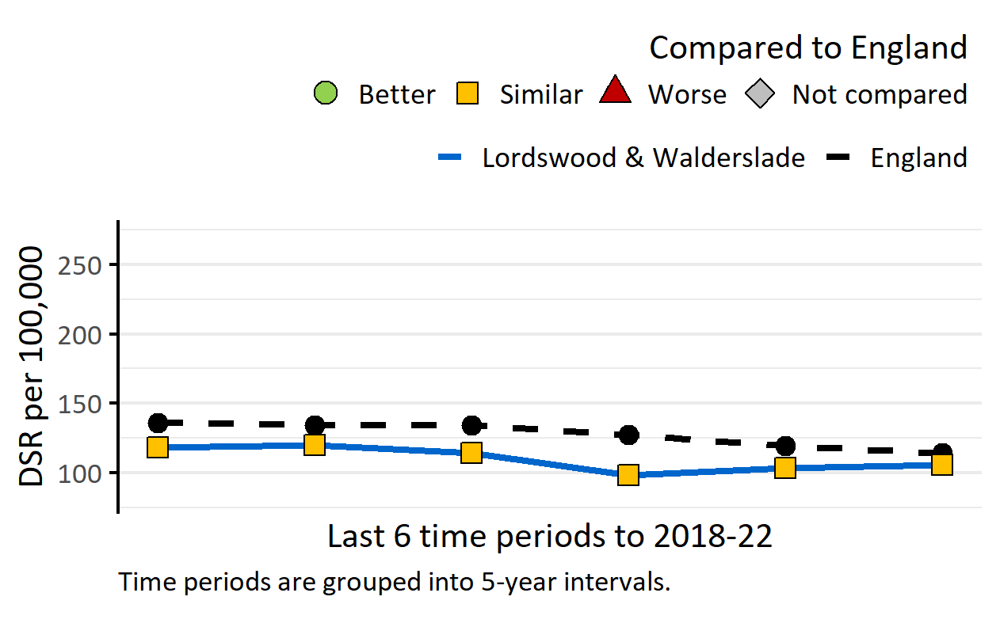 Compared to England
Better Similar Worse Not compared
Lordswood & Walderslade England
DSR per 100,000
250
200
150
100
Last 6 time periods to 2018-22
Time periods are grouped into 5-year intervals.